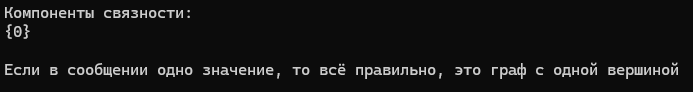 Компоненты связности:
{0}
Если в сообщении одно значение, то всё правильно, это граф с одной вершиной